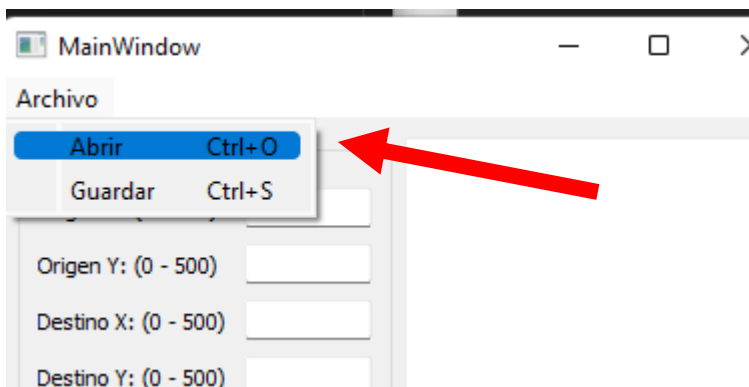 MainWindow
Archivo
Abrir Ctrl+O
Guardar Ctrl+S
Origen Y: (0 - 500)
Destino X: (0 - 500)
Destino Y: (0 - 500)